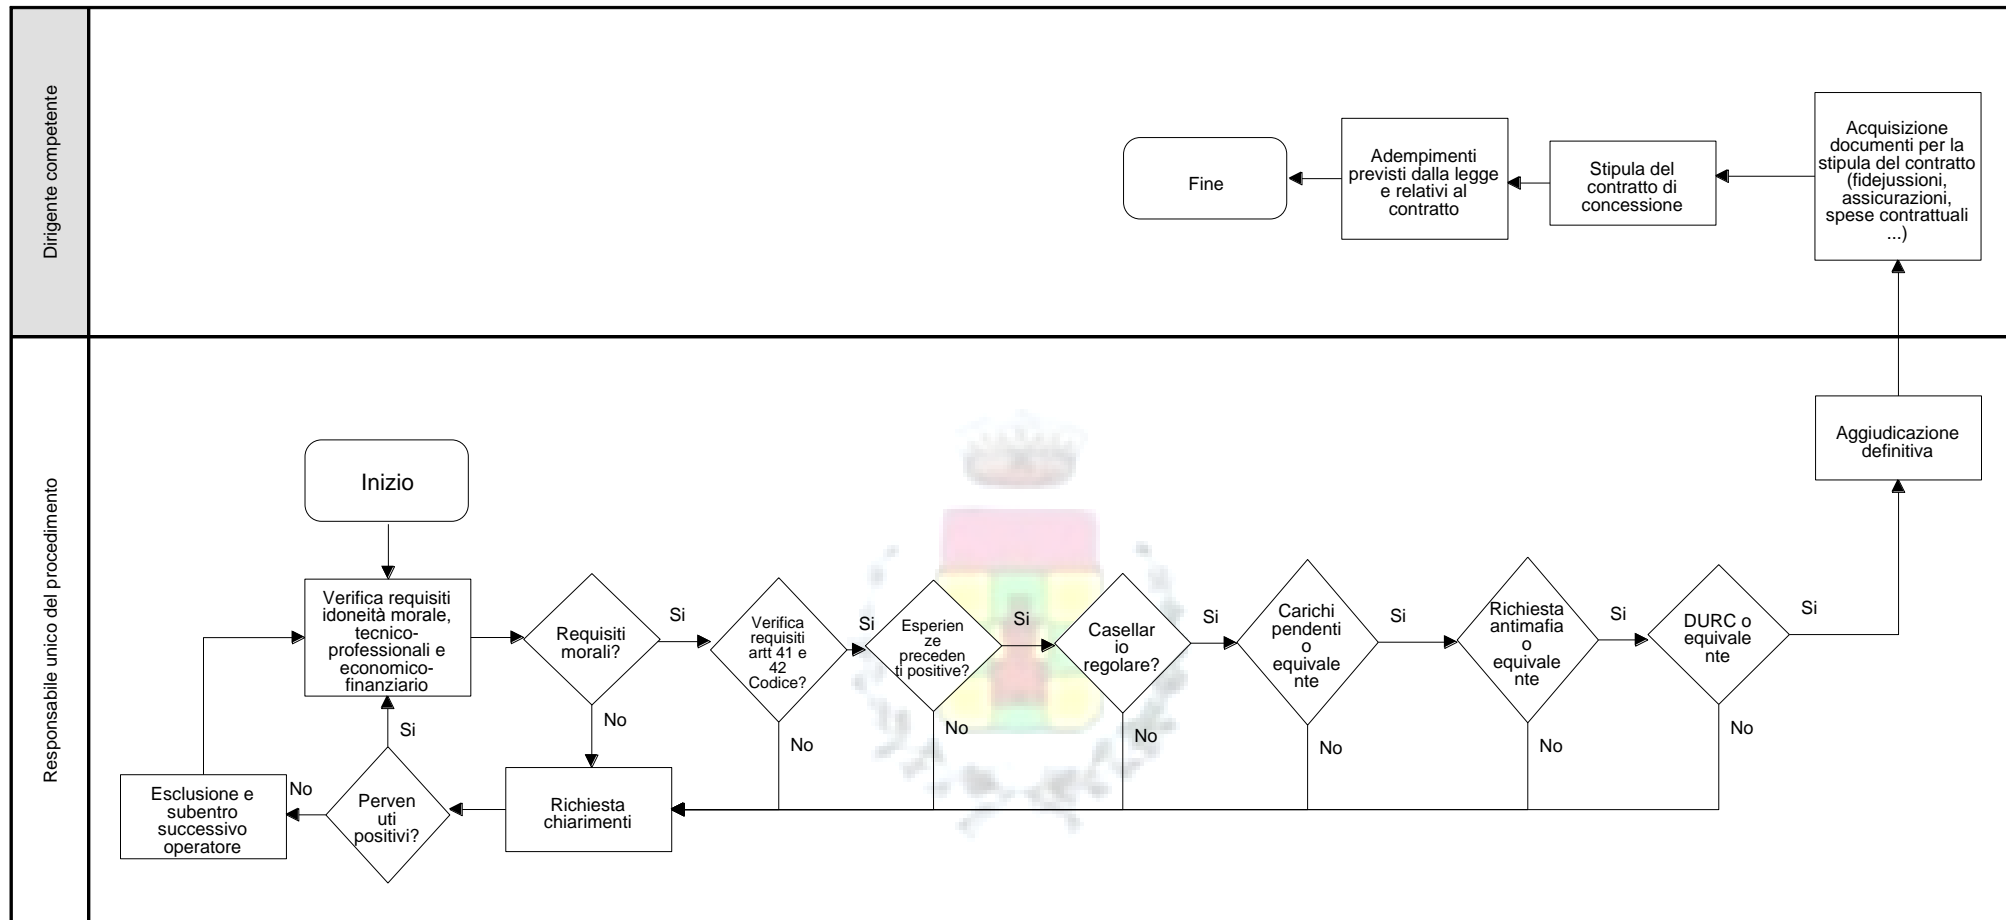 Dirigente competente
Fine
Adempimenti
previsti dalla legge
e relativi al
contratto
Stipula del
contratto di
concessione
Acquisizione
documenti per la
stipula del contratto
(fidejussioni,
assicurazioni,
spese contrattuali
...)
Responsabile unico del procedimento
Aggiudicazione
definitiva
Inizio
Verifica requisiti
idoneità morale,
tecnico-
professionali e
economico-
finanziario
Requisiti
morali?
Si
No
Verifica
requisiti
artt 41 e
42
Codice?
Si
No
Esperien
ze
preceden
ti positive?
Si
No
Casellar
io
regolare?
Si
No
Carichi
pendenti
o
equivale
nte
Si
No
Richiesta
antimafia
o
equivale
nte
Si
No
DURC o
equivale
nte
Si
No
Richiesta
chiarimenti
Perven
uti
positivi?
Si
No
Esclusione e
subentro
successivo
operatore